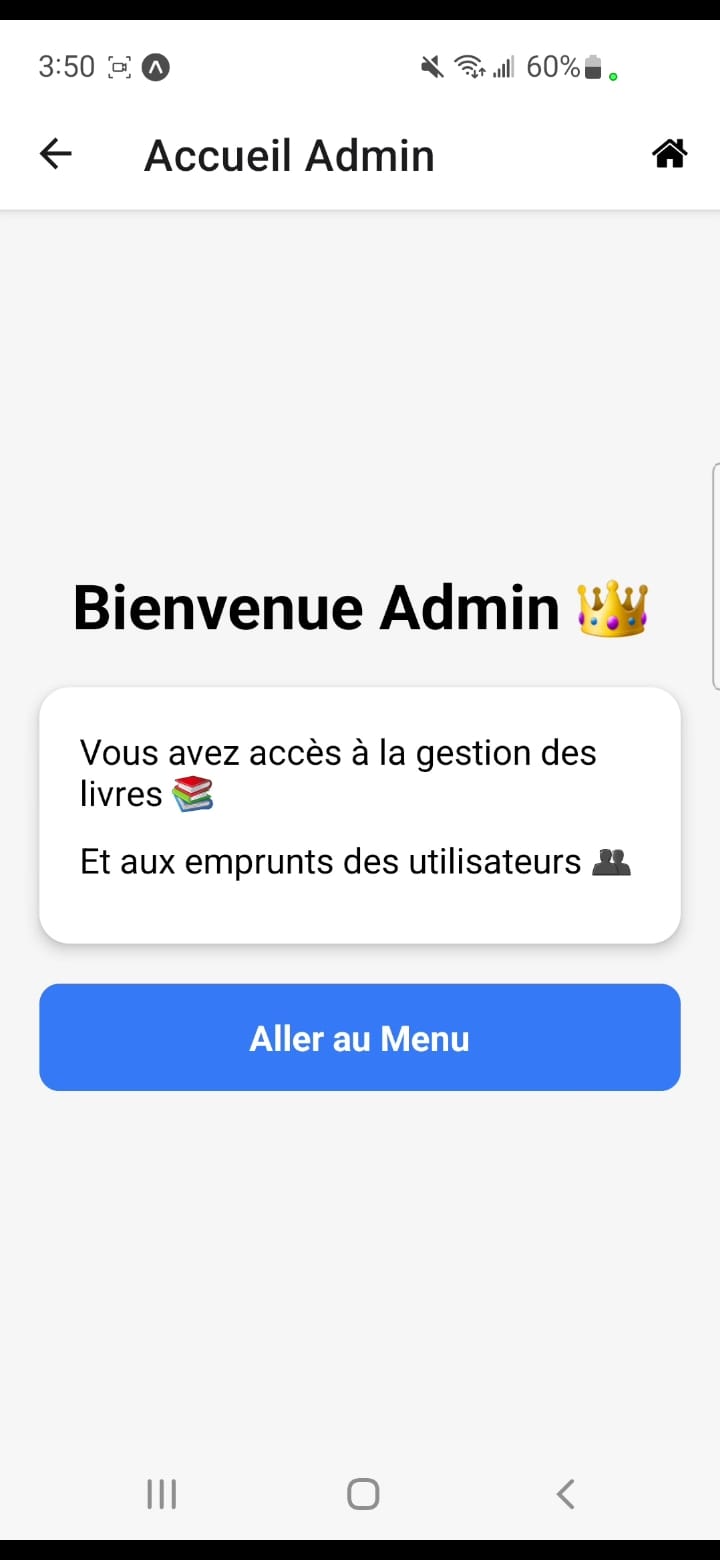 3:50 60%
Accueil Admin
Bienvenue Admin 👑
Vous avez accès à la gestion des
livres 📚
Et aux emprunts des utilisateurs 👥
Aller au Menu